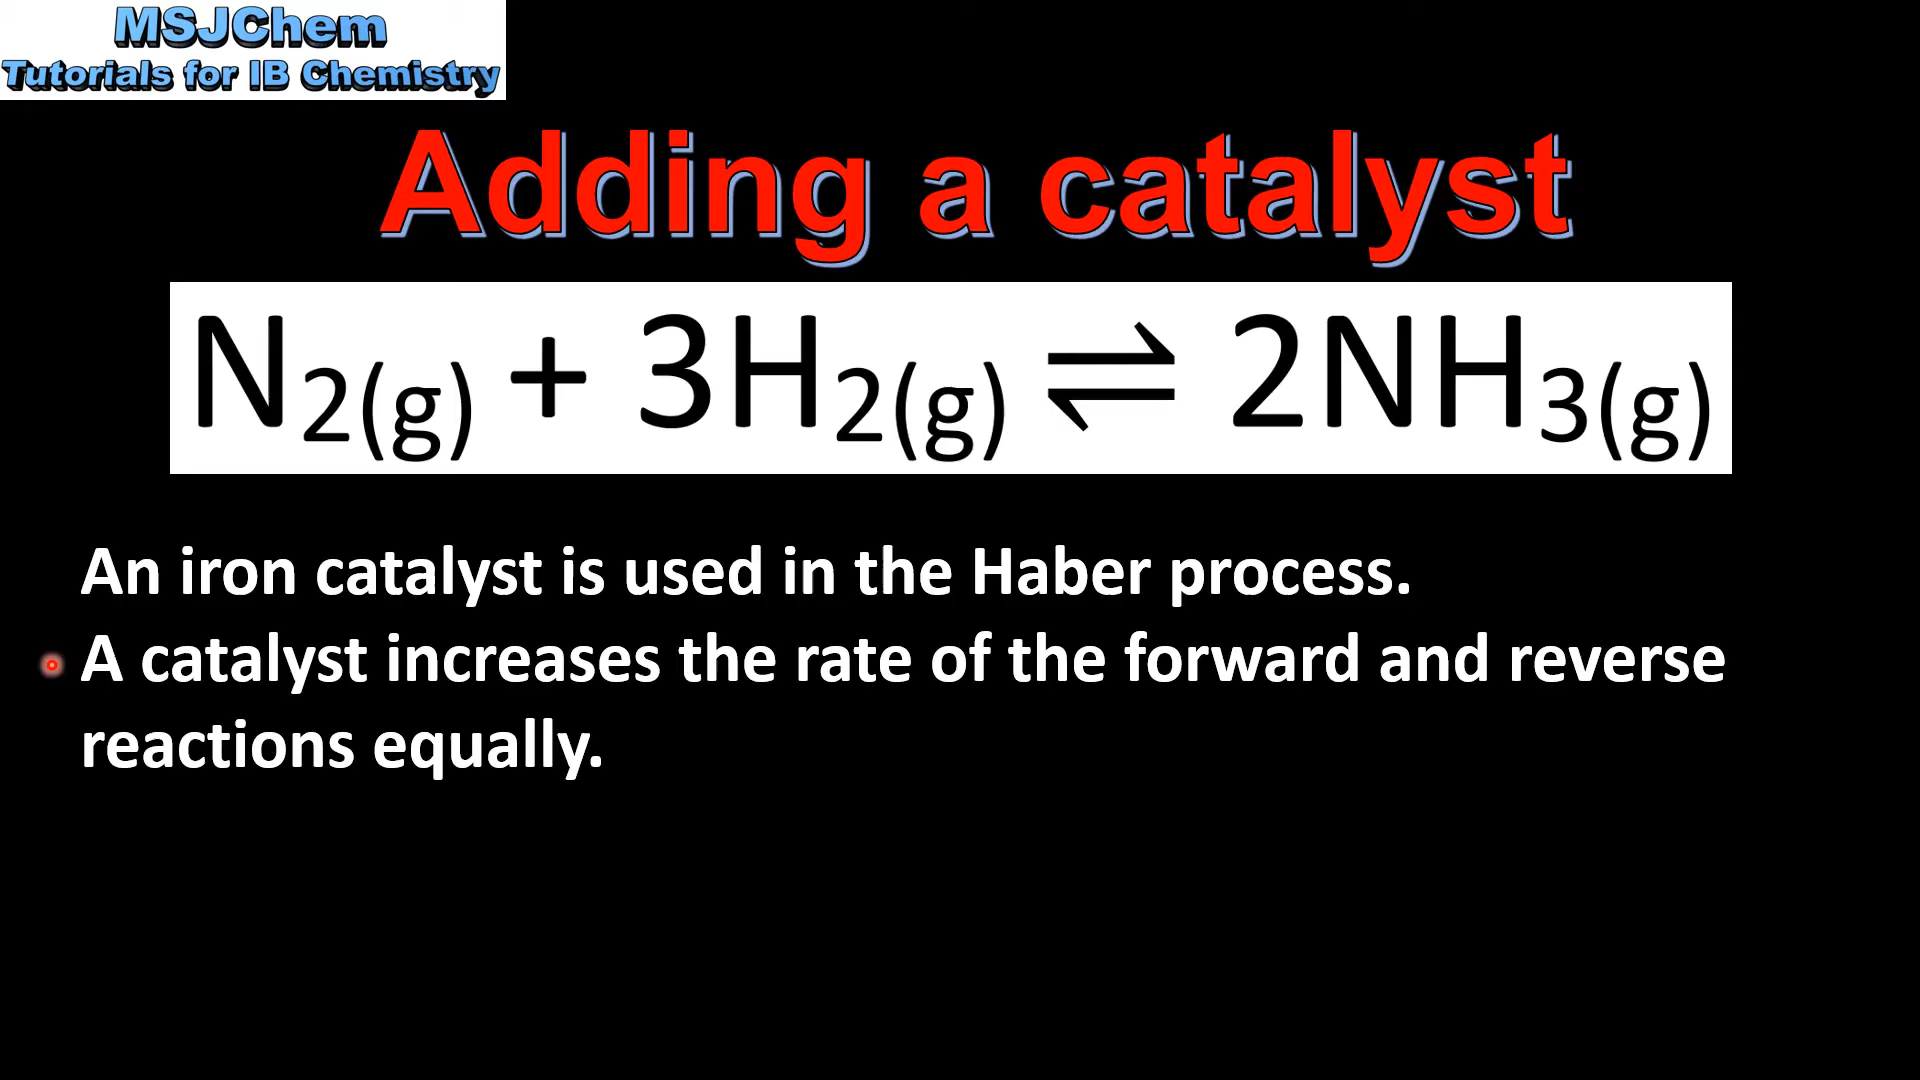 MSJChem
Tutorials for IB Chemistry
Adding a catalyst
N₂(g) + 3H₂(g) ⇌ 2NH₃(g)
An iron catalyst is used in the Haber process.
A catalyst increases the rate of the forward and reverse
reactions equally.